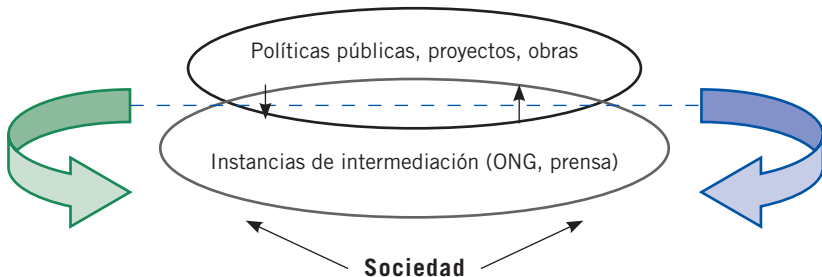 Políticas públicas, proyectos, obras
Instancias de intermediación (ONG, prensa)
Sociedad